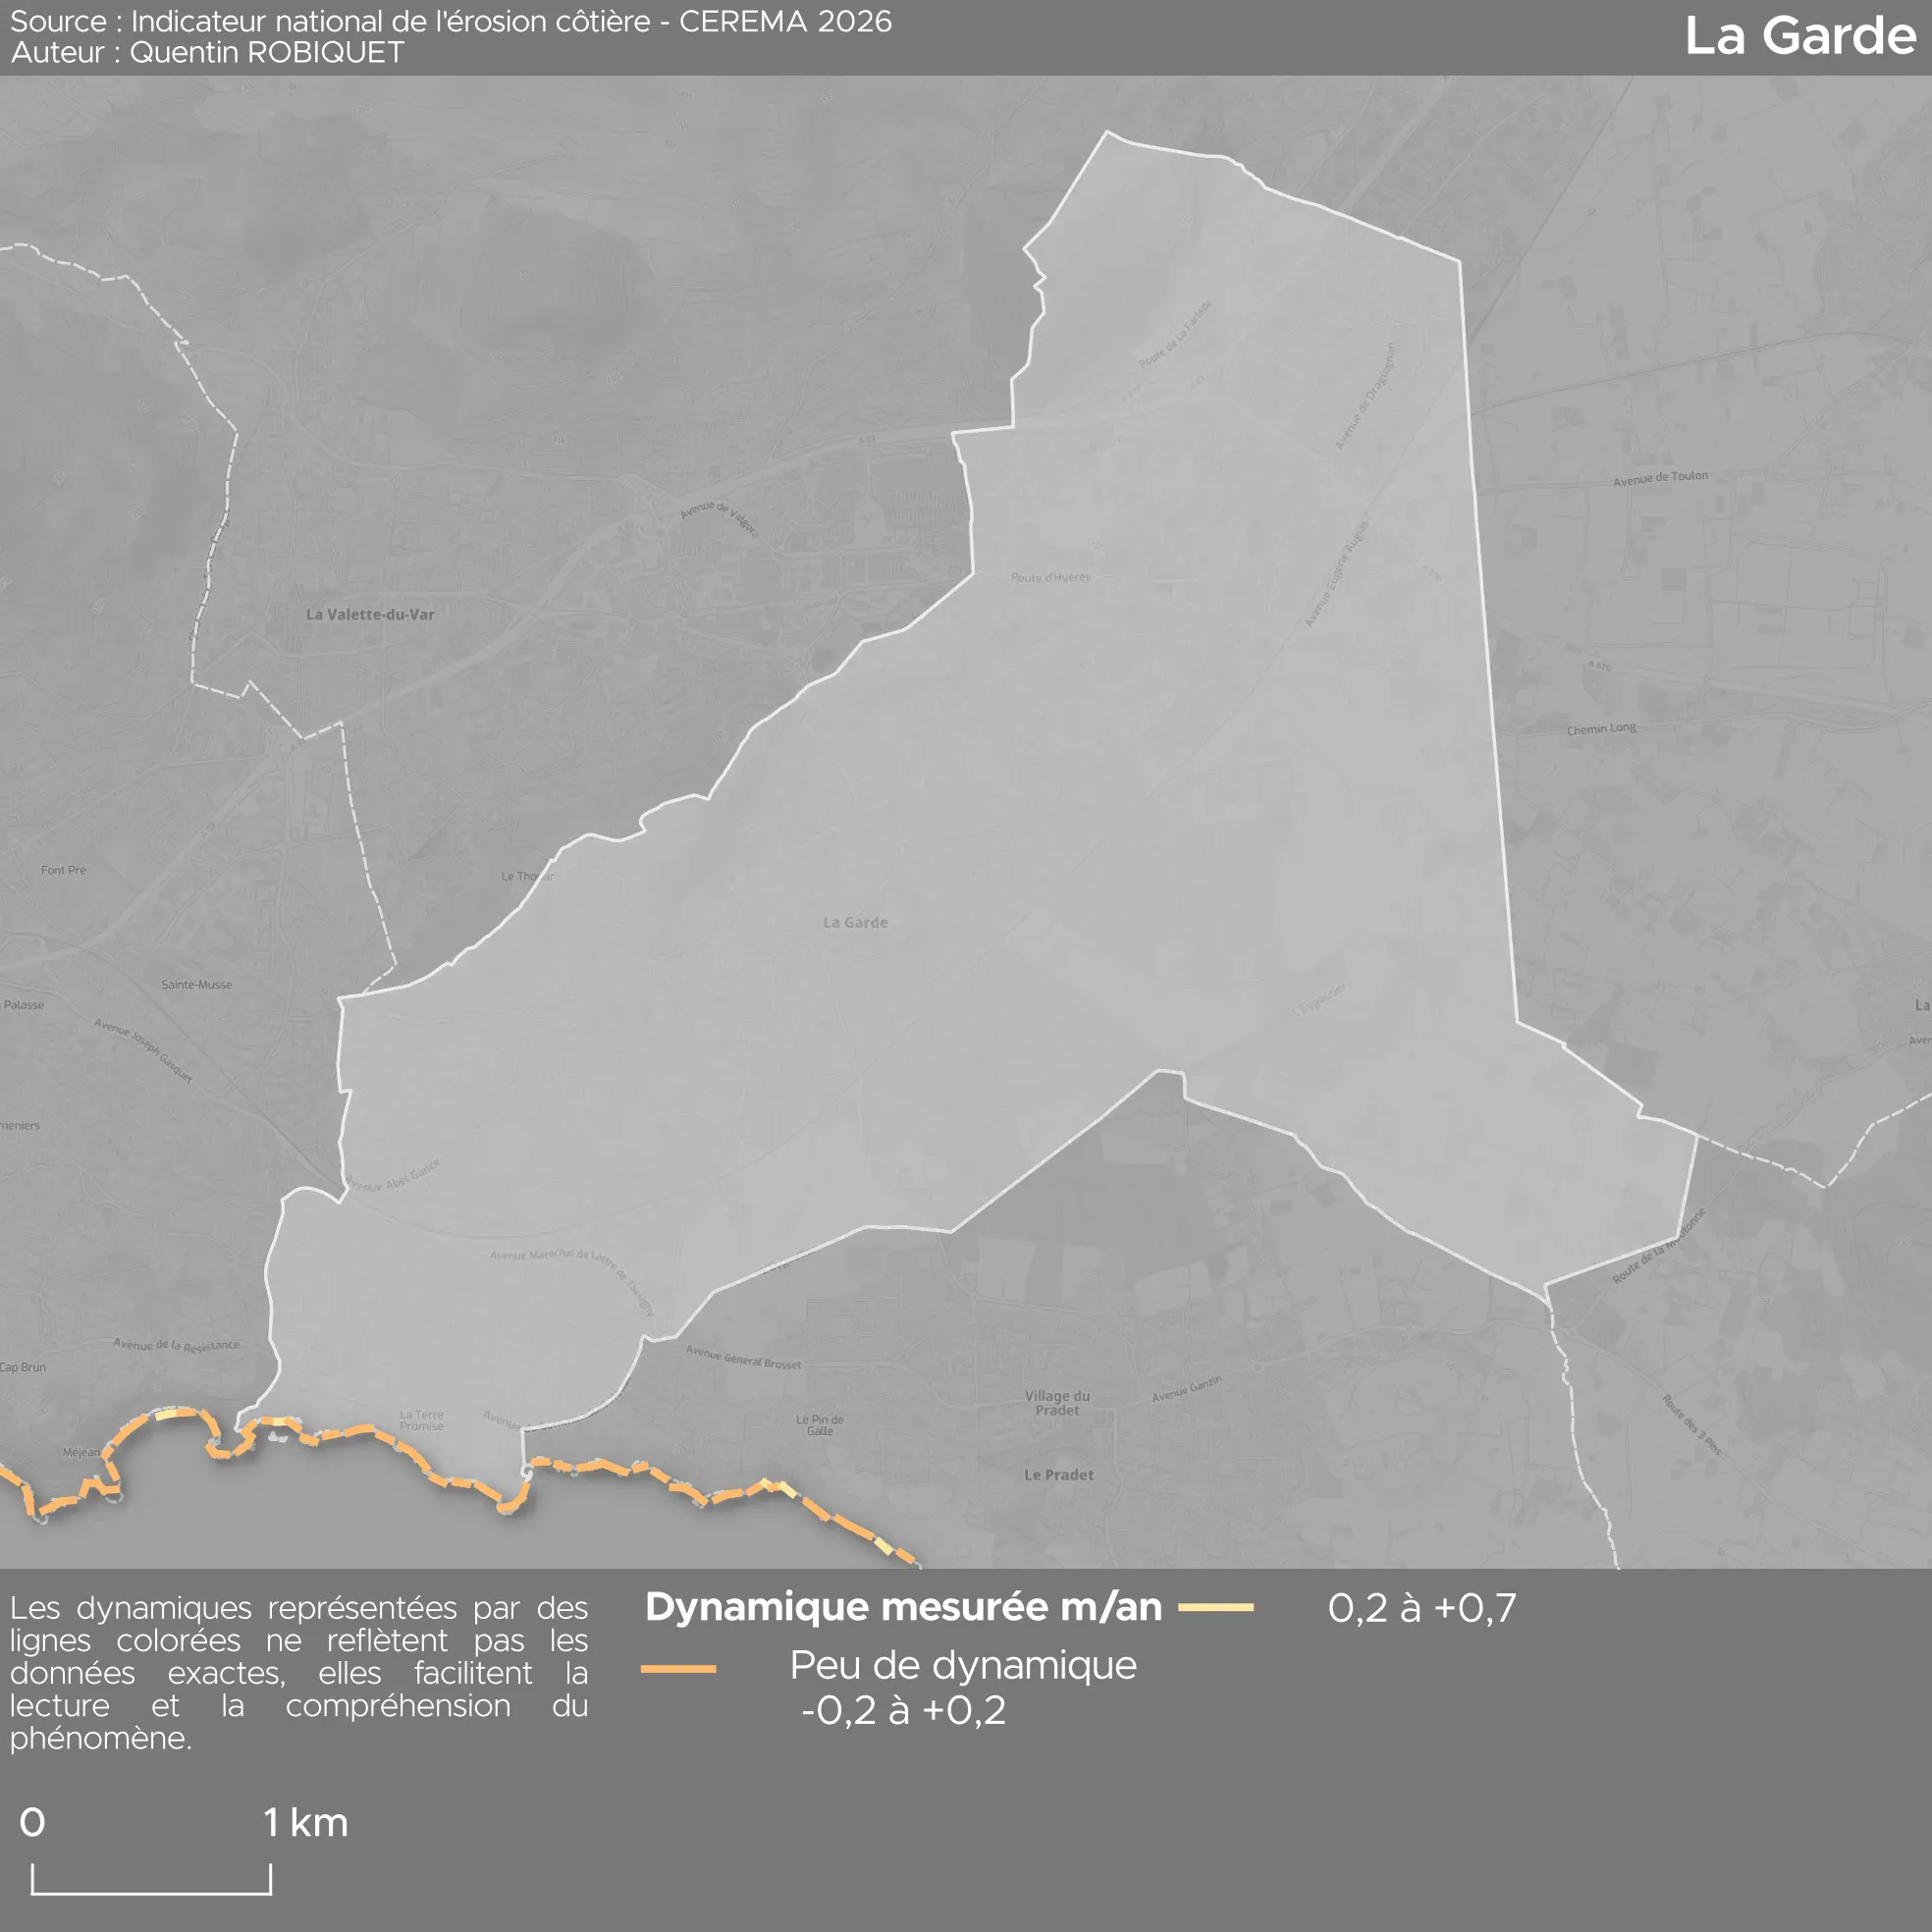 Source : Indicateur national de l'érosion côtière - CEREMA 2026
Auteur : Quentin ROBIQUET
La Garde
Route de La Farlède
Avenue de Draguignan
A 57
Avenue de Toulon
Avenue de Valgora
Avenue Eugène Augias
Route d'Hyères
La Valette-du-Var
A 570
Chemin Long
Font Pré
Le Thouar
La Garde
Sainte-Musse
Palasse
L'Eygoutier
La
Avenue Joseph Gasquet
Aven
meniers
Avenue Abel Gance
Avenue Maréchal de Lattre de Tassigny
Route de la Moutonne
Avenue de la Résistance
Cap Brun
Avenue Général Brosset
Village du
Pradet
Avenue Ganzin
La Terre
Promise
Avenue
Le Pin de
Galle
Route des 3 Pins
Méjean
Le Pradet
Les dynamiques représentées par des
lignes colorées ne reflètent pas les
données exactes, elles facilitent la
lecture et la compréhension du
phénomène.
Dynamique mesurée m/an
0,2 à +0,7
Peu de dynamique
-0,2 à +0,2
0 1 km